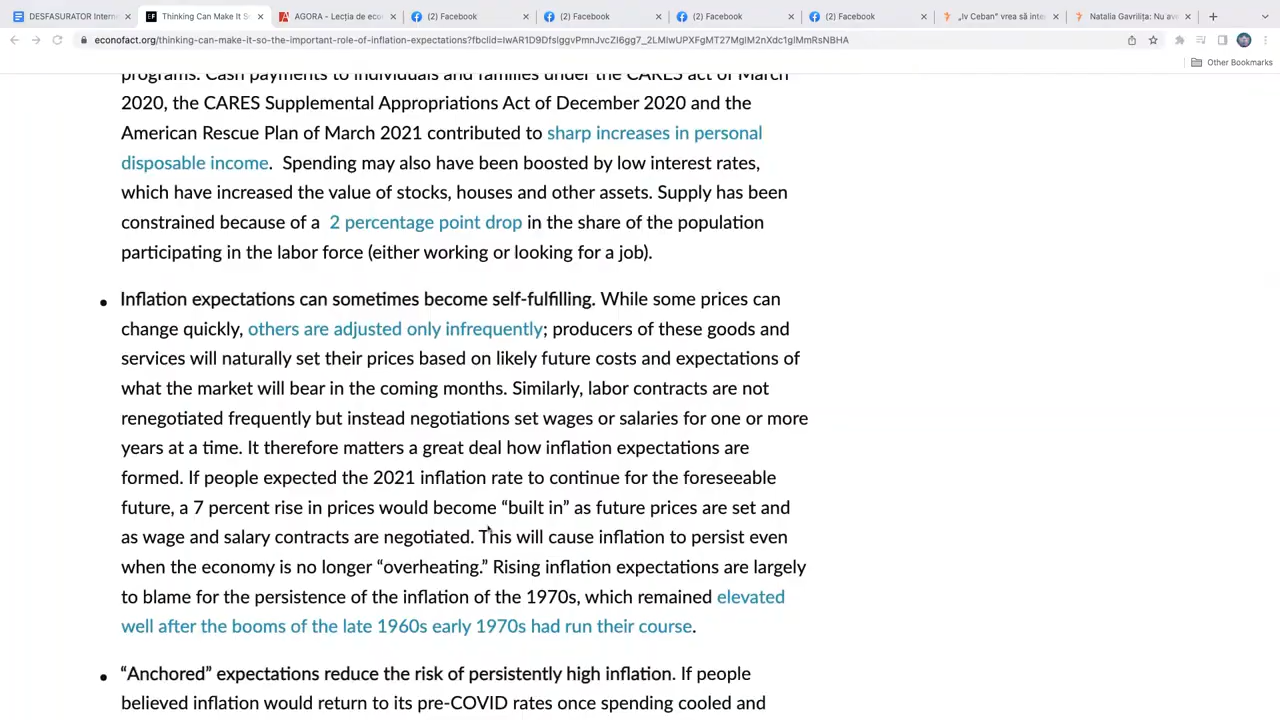 DESFASURATOR Intern
Thinking Can Make It S
AGORA - Lecția de ec
(2) Facebook
(2) Facebook
(2) Facebook
(2) Facebook
„Iv Ceban" vrea să int
Natalia Gavrilița: Nu av
econofact.org/thinking-can-make-it-so-the-important-role-of-inflation-expectations?
Other Bookmarks
programs. Cash payments to individuals and families under the CARES act of March
2020, the CARES Supplemental Appropriations Act of December 2020 and the
American Rescue Plan of March 2021 contributed to sharp increases in personal
disposable income. Spending may also have been boosted by low interest rates,
which have increased the value of stocks, houses and other assets. Supply has been
constrained because of a 2 percentage point drop in the share of the population
participating in the labor force (either working or looking for a job).
• Inflation expectations can sometimes become self-fulfilling. While some prices can
change quickly, others are adjusted only infrequently; producers of these goods and
services will naturally set their prices based on likely future costs and expectations of
what the market will bear in the coming months. Similarly, labor contracts are not
renegotiated frequently but instead negotiations set wages or salaries for one or more
years at a time. It therefore matters a great deal how inflation expectations are
formed. If people expected the 2021 inflation rate to continue for the foreseeable
future, a 7 percent rise in prices would become “built in” as future prices are set and
as wage and salary contracts are negotiated. This will cause inflation to persist even
when the economy is no longer “overheating.” Rising inflation expectations are largely
to blame for the persistence of the inflation of the 1970s, which remained elevated
well after the booms of the late 1960s early 1970s had run their course.
• “Anchored” expectations reduce the risk of persistently high inflation. If people
believed inflation would return to its pre-COVID rates once spending cooled and